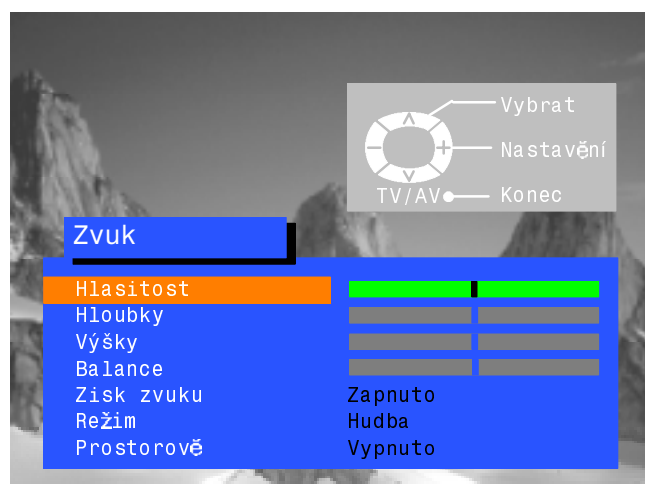 Vybrat
Nastavění
TV/AV Konec
Zvuk
Hlasitost
Hloubky
Výšky
Balance
Zisk zvuku Zapnuto
Režim Hudba
Prostorově Vypnuto